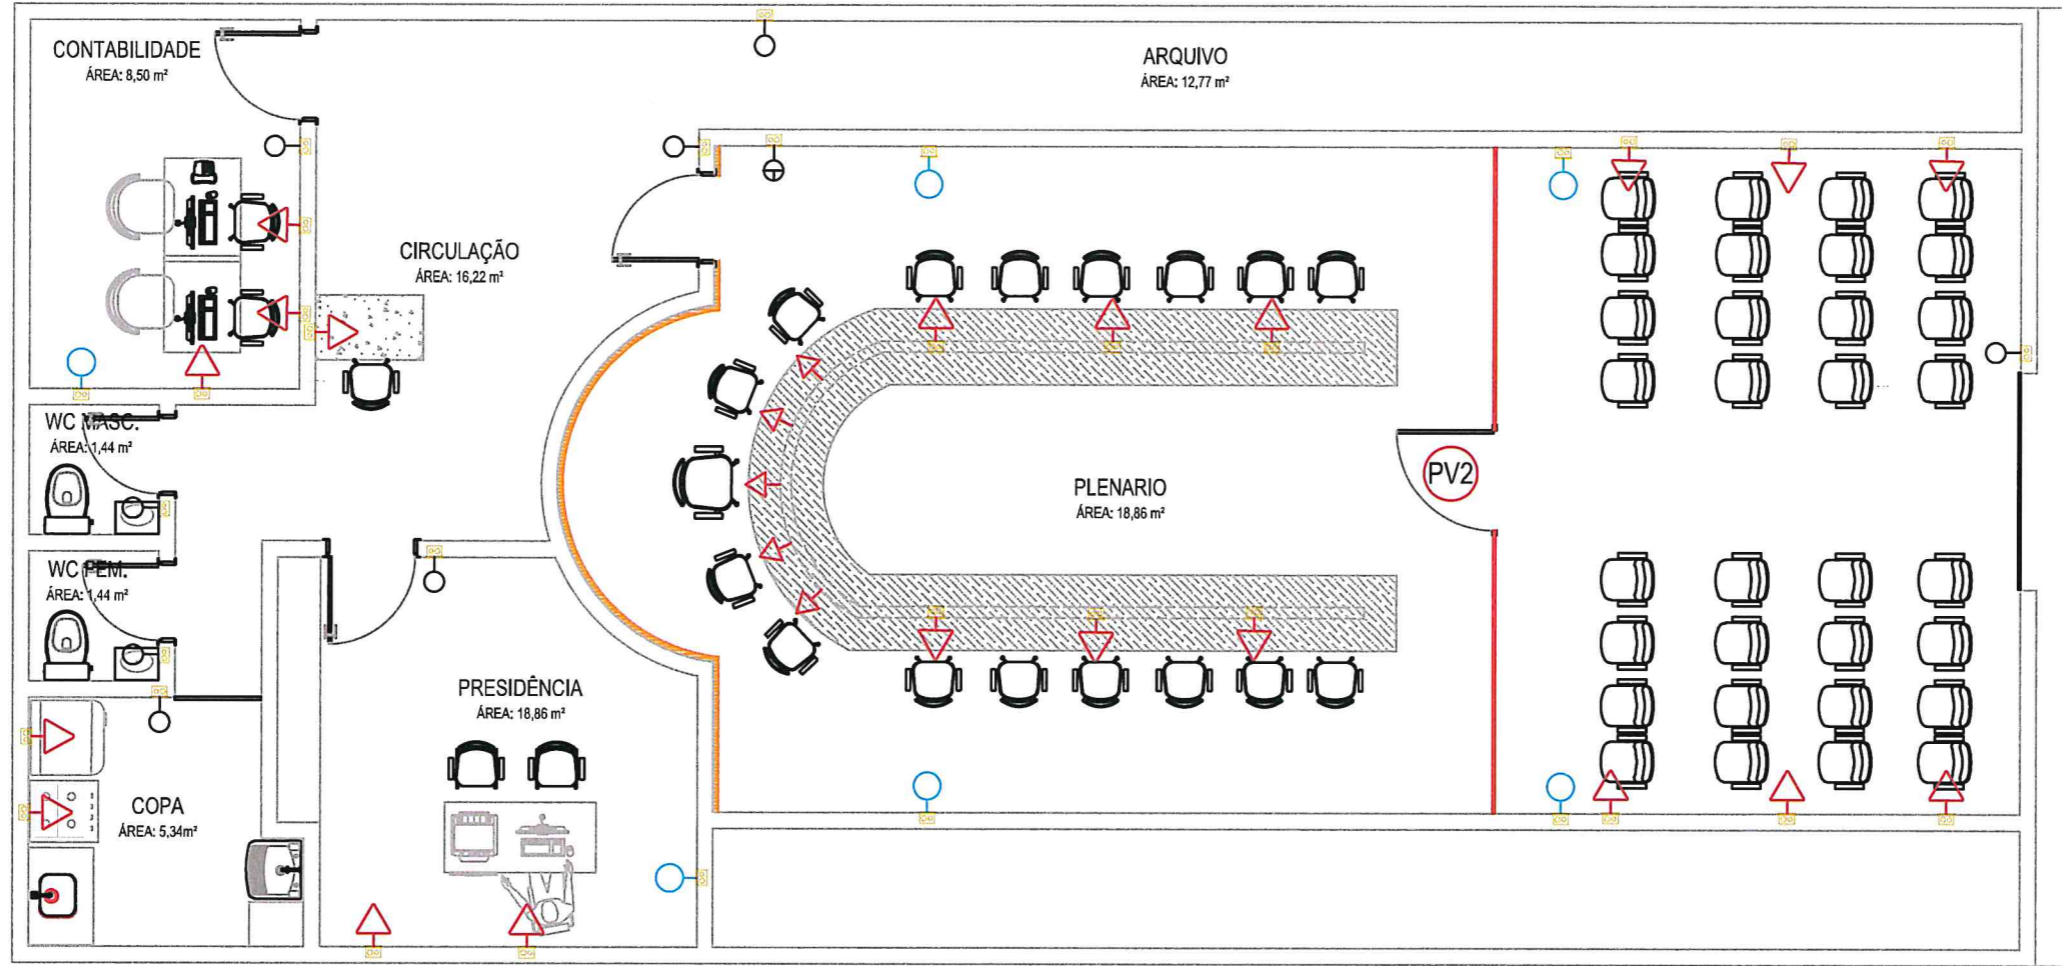 CONTABILIDADE
ÁREA: 8,50 m²
ARQUIVO
ÁREA: 12,77 m²
CIRCULAÇÃO
ÁREA: 16,22 m²
WC MASC.
ÁREA: 1,44 m²
PV2
PLENARIO
ÁREA: 18,86 m²
WC FEM.
ÁREA: 1,44 m²
PRESIDÊNCIA
ÁREA: 18,86 m²
COPA
ÁREA: 5,34m²